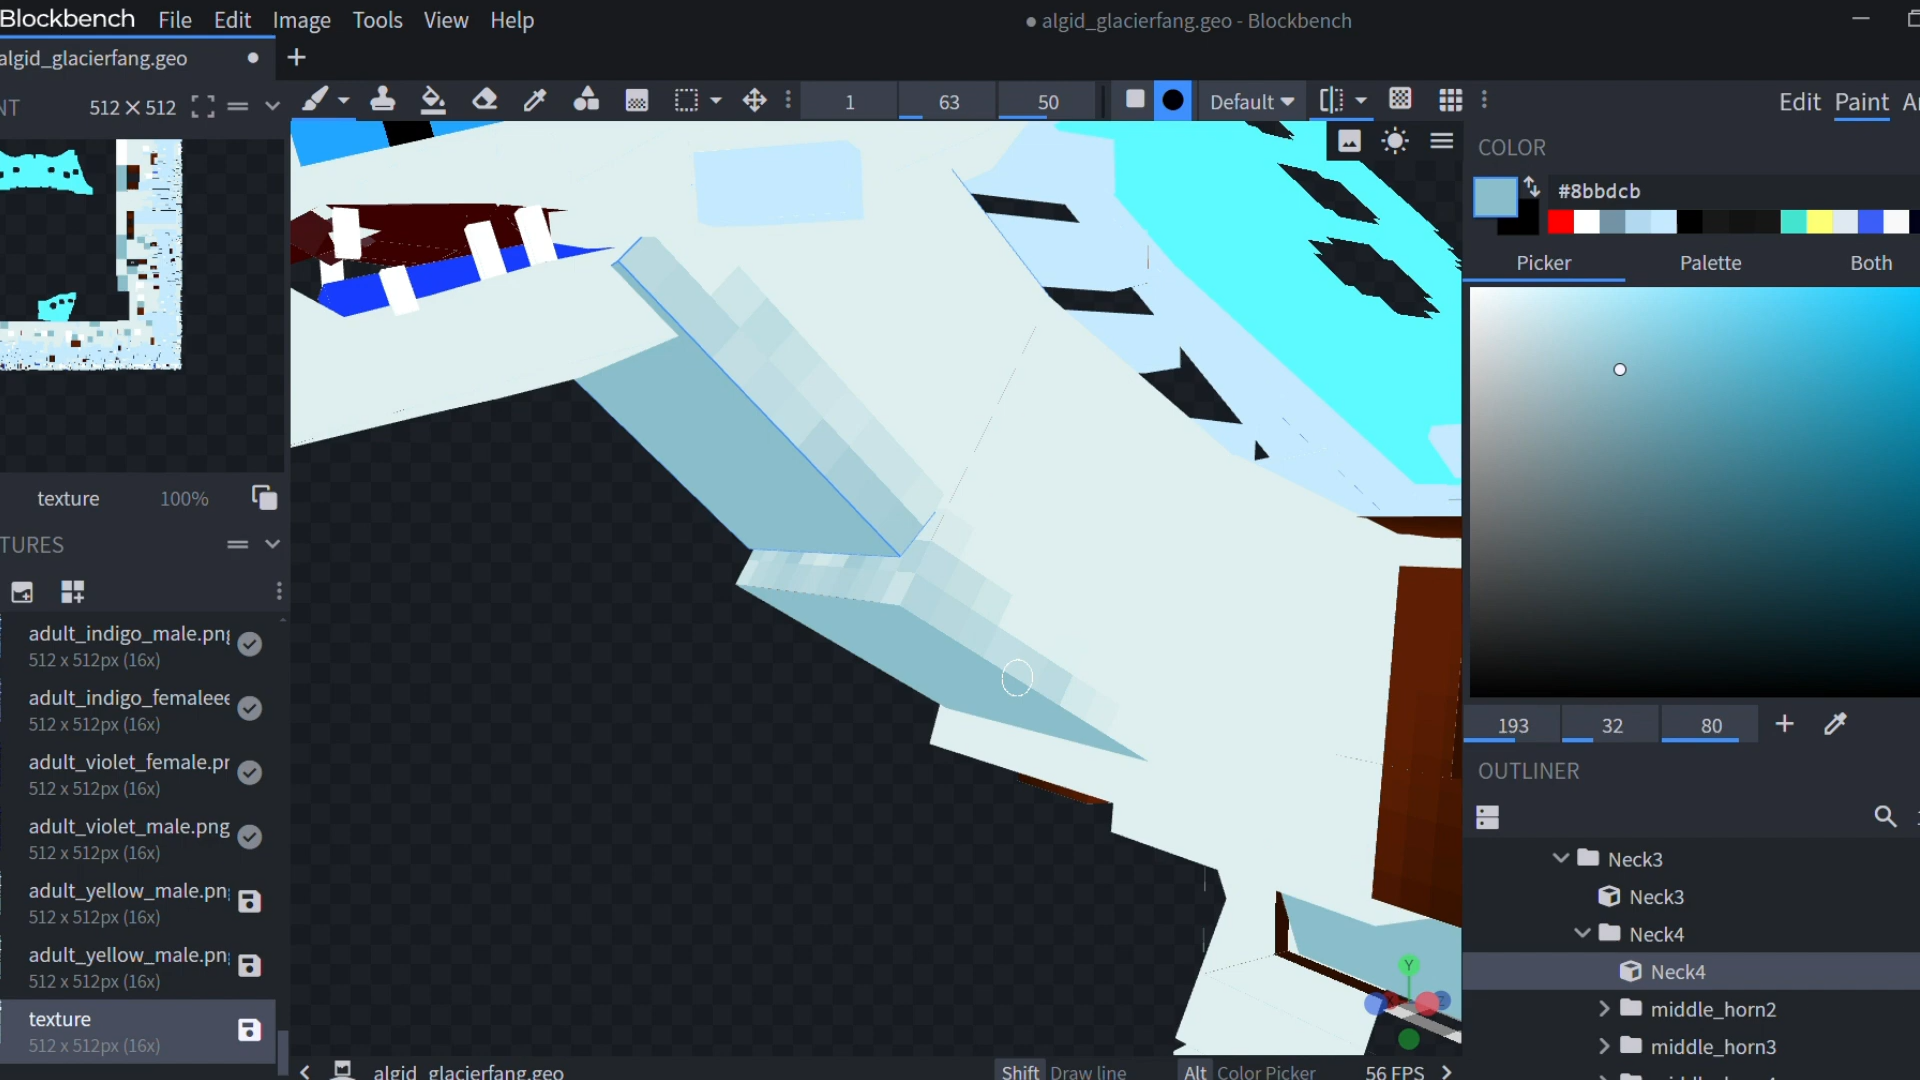 Blockbench File Edit Image Tools View Help
algid_glacierfang.geo - Blockbench
algid_glacierfang.geo
NT 512×512
1 63 50 Default
Edit Paint A
COLOR
#8bbdcb
Picker Palette Both
texture 100%
TURES
adult_indigo_male.png
512 x 512px (16x)
adult_indigo_femaleee
512 x 512px (16x)
adult_violet_female.pr
512 x 512px (16x)
adult_violet_male.png
512 x 512px (16x)
adult_yellow_male.pn
512 x 512px (16x)
adult_yellow_male.pn
512 x 512px (16x)
texture
512 x 512px (16x)
193 32 80
OUTLINER
Neck3
Neck3
Neck4
Neck4
middle_horn2
middle_horn3
Y
Z
algid_glacierfang.geo
Shift Draw line Alt Color Picker 56 FPS